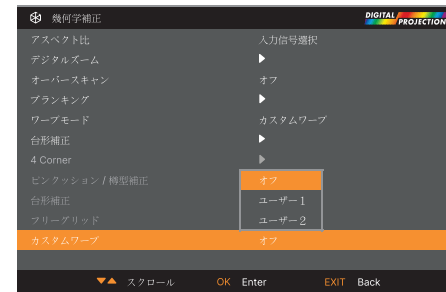 幾何学補正
DIGITAL PROJECTION
アスペクト比 入力信号選択
デジタルズーム
オーバースキャン オフ
ブランキング
ワープモード カスタムワープ
台形補正
4 Corner
ピンクッション / 樽型補正 オフ
台形補正 ユーザー1
フリーグリッド ユーザー2
カスタムワープ オフ
スクロール OK Enter EXIT Back